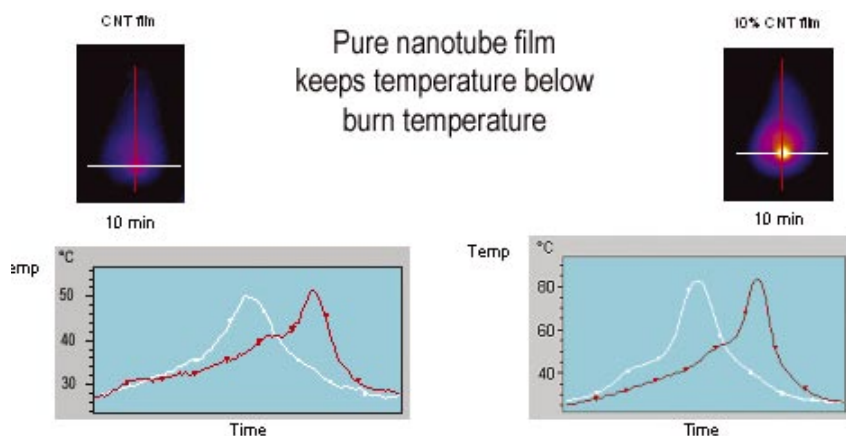 CNT film
Pure nanotube film
keeps temperature below
burn temperature
10% CNT film
10 min
10 min
emp
°C
50
40
30
Time
Temp
°C
80
60
40
Time